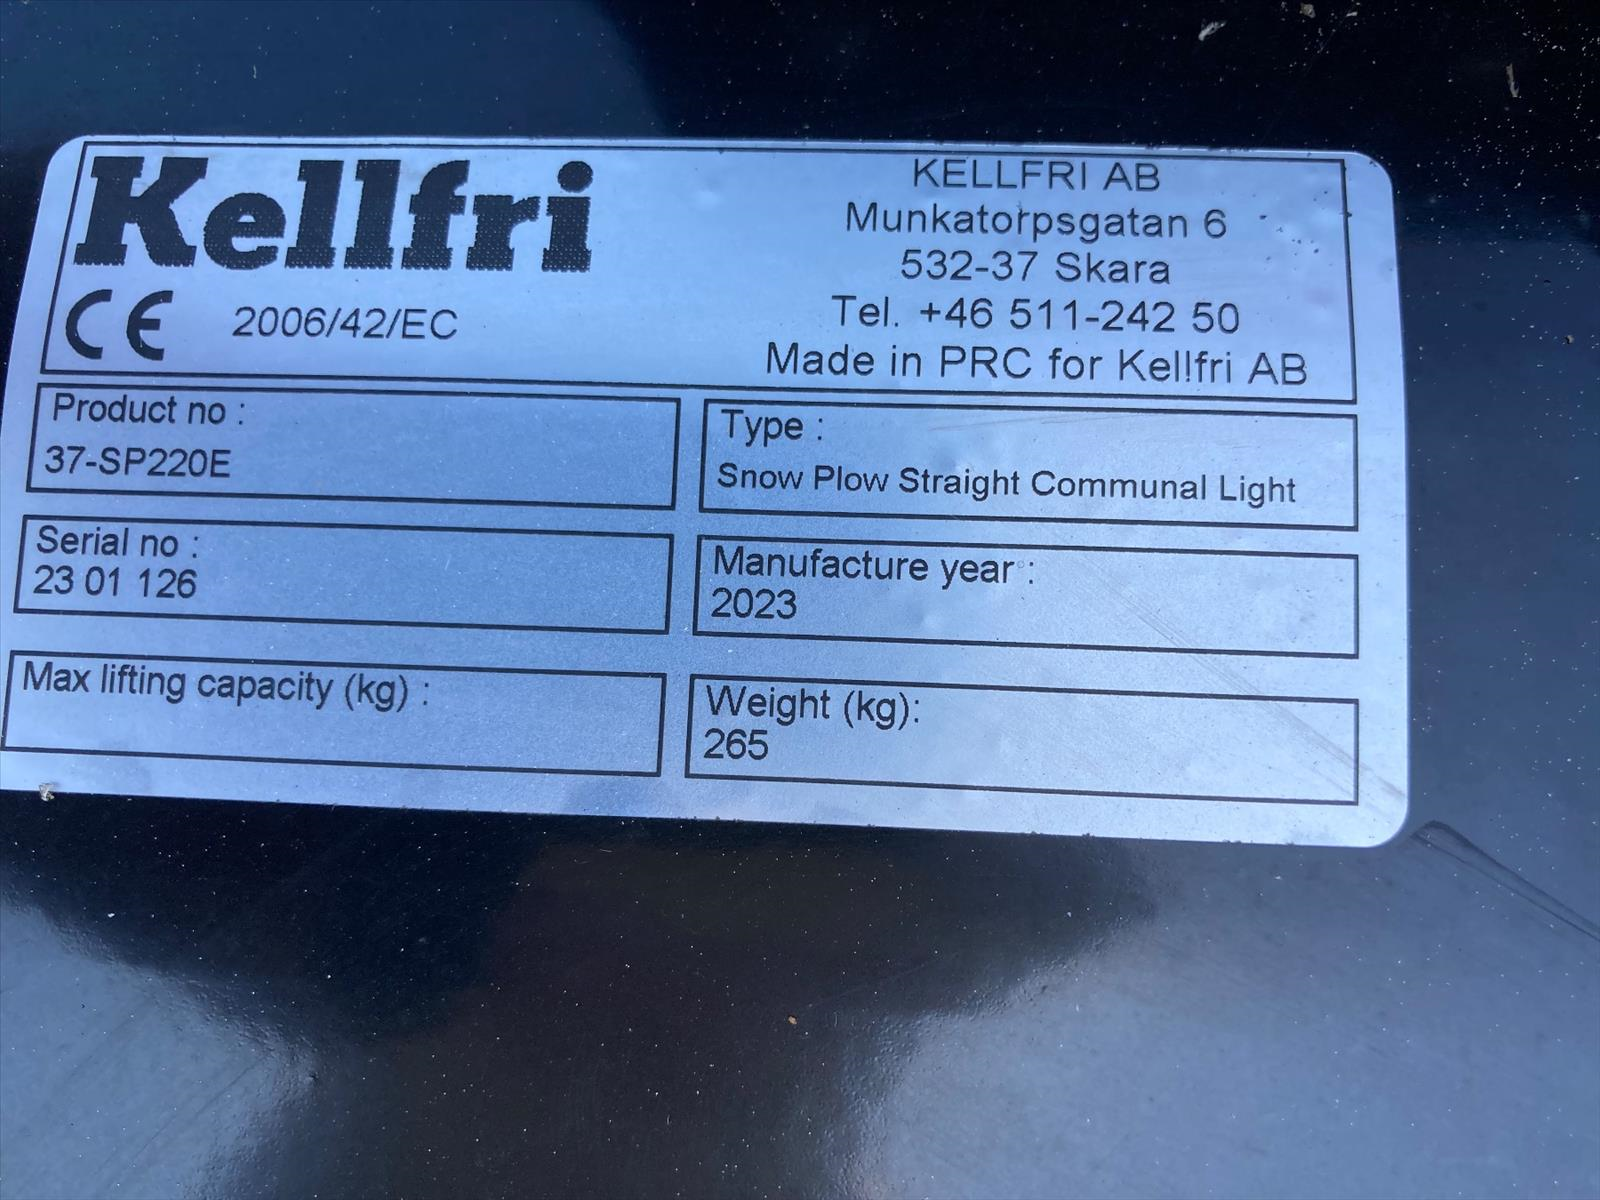 Kellfri
CE 2006/42/EC
KELLFRI AB
Munkatorpsgatan 6
532-37 Skara
Tel. +46 511-242 50
Made in PRC for Kellfri AB
Product no :
37-SP220E
Type :
Snow Plow Straight Communal Light
Serial no :
23 01 126
Manufacture year :
2023
Max lifting capacity (kg) :
Weight (kg):
265